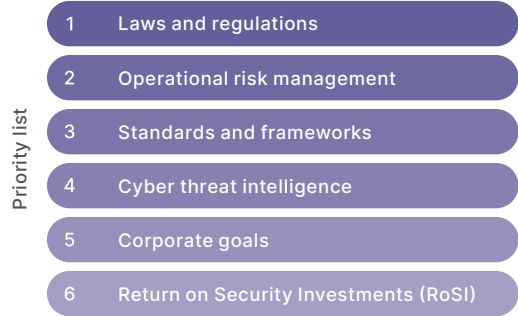 Priority list
1 Laws and regulations
2 Operational risk management
3 Standards and frameworks
4 Cyber threat intelligence
5 Corporate goals
6 Return on Security Investments (RoSI)